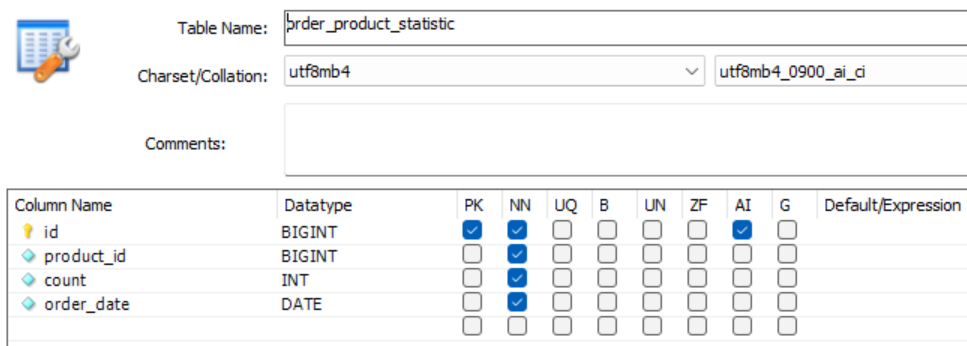 Table Name: order_product_statistic
Charset/Collation: utf8mb4 utf8mb4_0900_ai_ci
Comments:
Column Name Datatype PK NN UQ B UN ZF AI G Default/Expression
id BIGINT
product_id BIGINT
count INT
order_date DATE